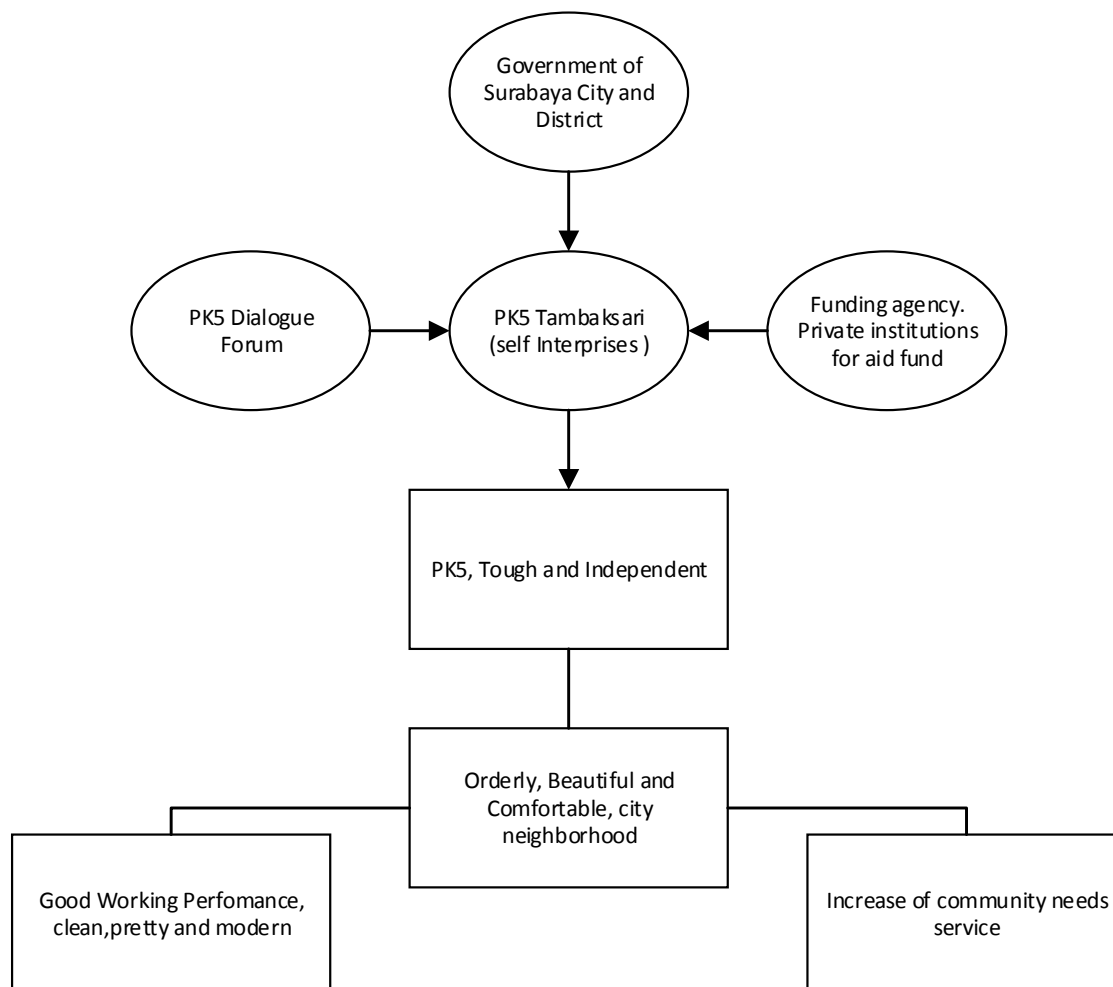 Government of
Surabaya City and
District
PK5 Dialogue
Forum
PK5 Tambaksari
(self Interprises )
Funding agency.
Private institutions
for aid fund
PK5, Tough and Independent
Orderly, Beautiful and
Comfortable, city
neighborhood
Good Working Perfomance,
clean,pretty and modern
Increase of community needs
service